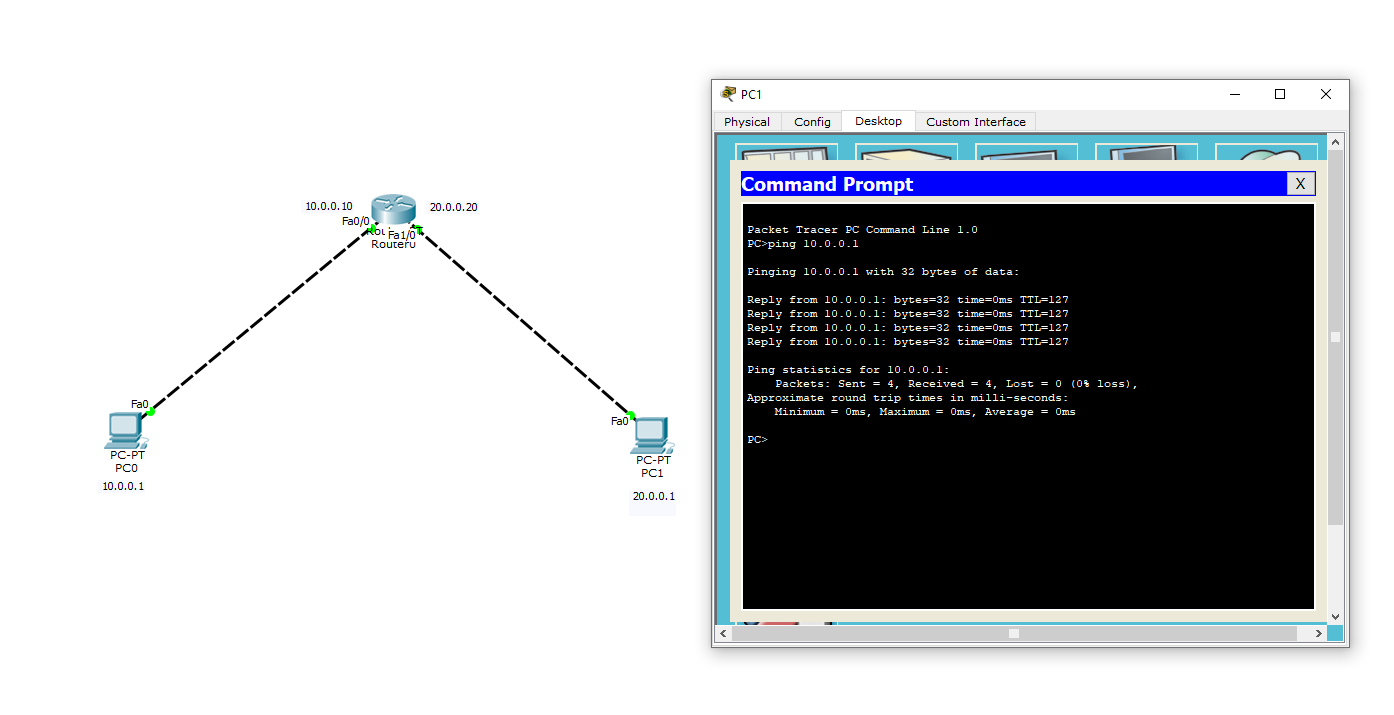 10.0.0.10
20.0.0.20
Fa0/0
Fa1/0
Router0
Fa0
PC-PT
PC0
10.0.0.1
Fa0
PC-PT
PC1
20.0.0.1
PC1
Physical Config Desktop Custom Interface
Command Prompt X
Packet Tracer PC Command Line 1.0
PC>ping 10.0.0.1
Pinging 10.0.0.1 with 32 bytes of data:
Reply from 10.0.0.1: bytes=32 time=0ms TTL=127
Reply from 10.0.0.1: bytes=32 time=0ms TTL=127
Reply from 10.0.0.1: bytes=32 time=0ms TTL=127
Reply from 10.0.0.1: bytes=32 time=0ms TTL=127
Ping statistics for 10.0.0.1:
Packets: Sent = 4, Received = 4, Lost = 0 (0% loss),
Approximate round trip times in milli-seconds:
Minimum = 0ms, Maximum = 0ms, Average = 0ms
PC>